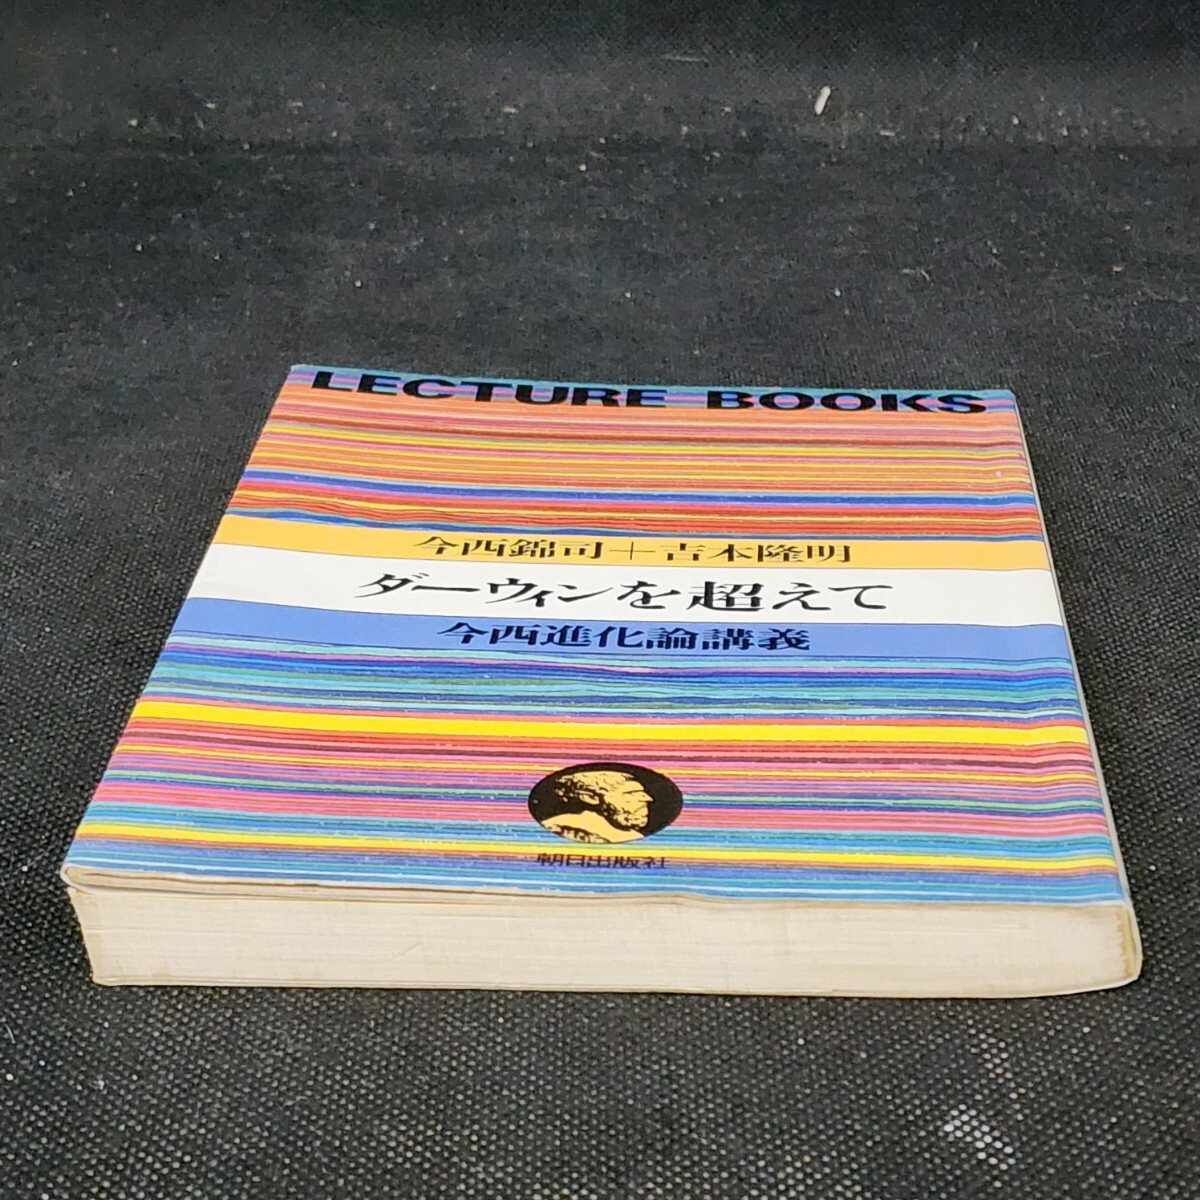 LECTURE BOOKS
今西錦司＋吉本隆明
ダーウィンを超えて
今西進化論講義
朝日出版社